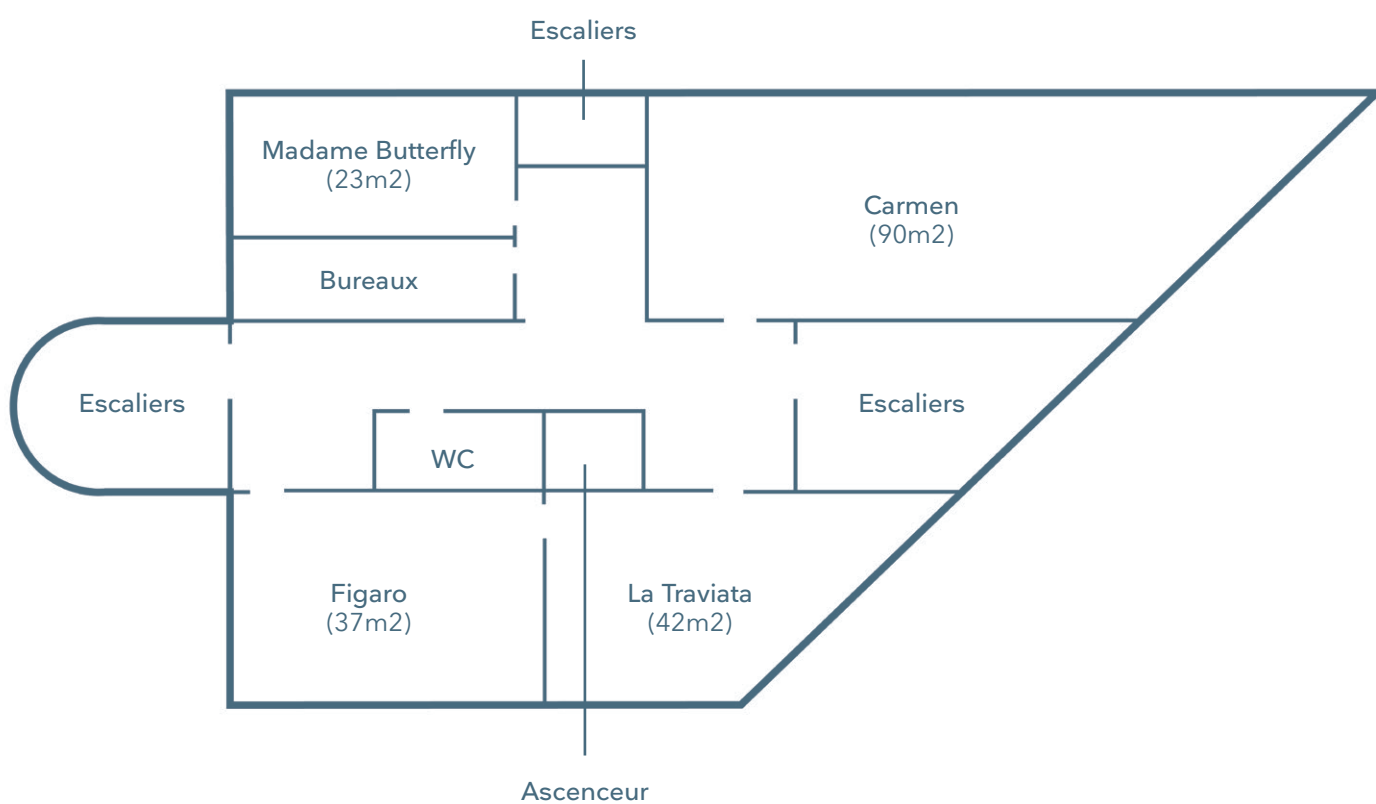 Escaliers
Madame Butterfly
(23m2)
Carmen
(90m2)
Bureaux
Escaliers
Escaliers
WC
Figaro
(37m2)
La Traviata
(42m2)
Ascenceur